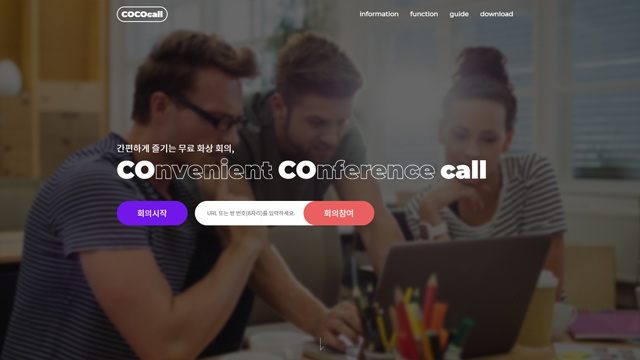 COCOcall
information function guide download
간편하게 즐기는 무료 화상 회의,
COnvenient COnference call
회의시작
URL 또는 방 번호(8자리)를 입력하세요.
회의참여